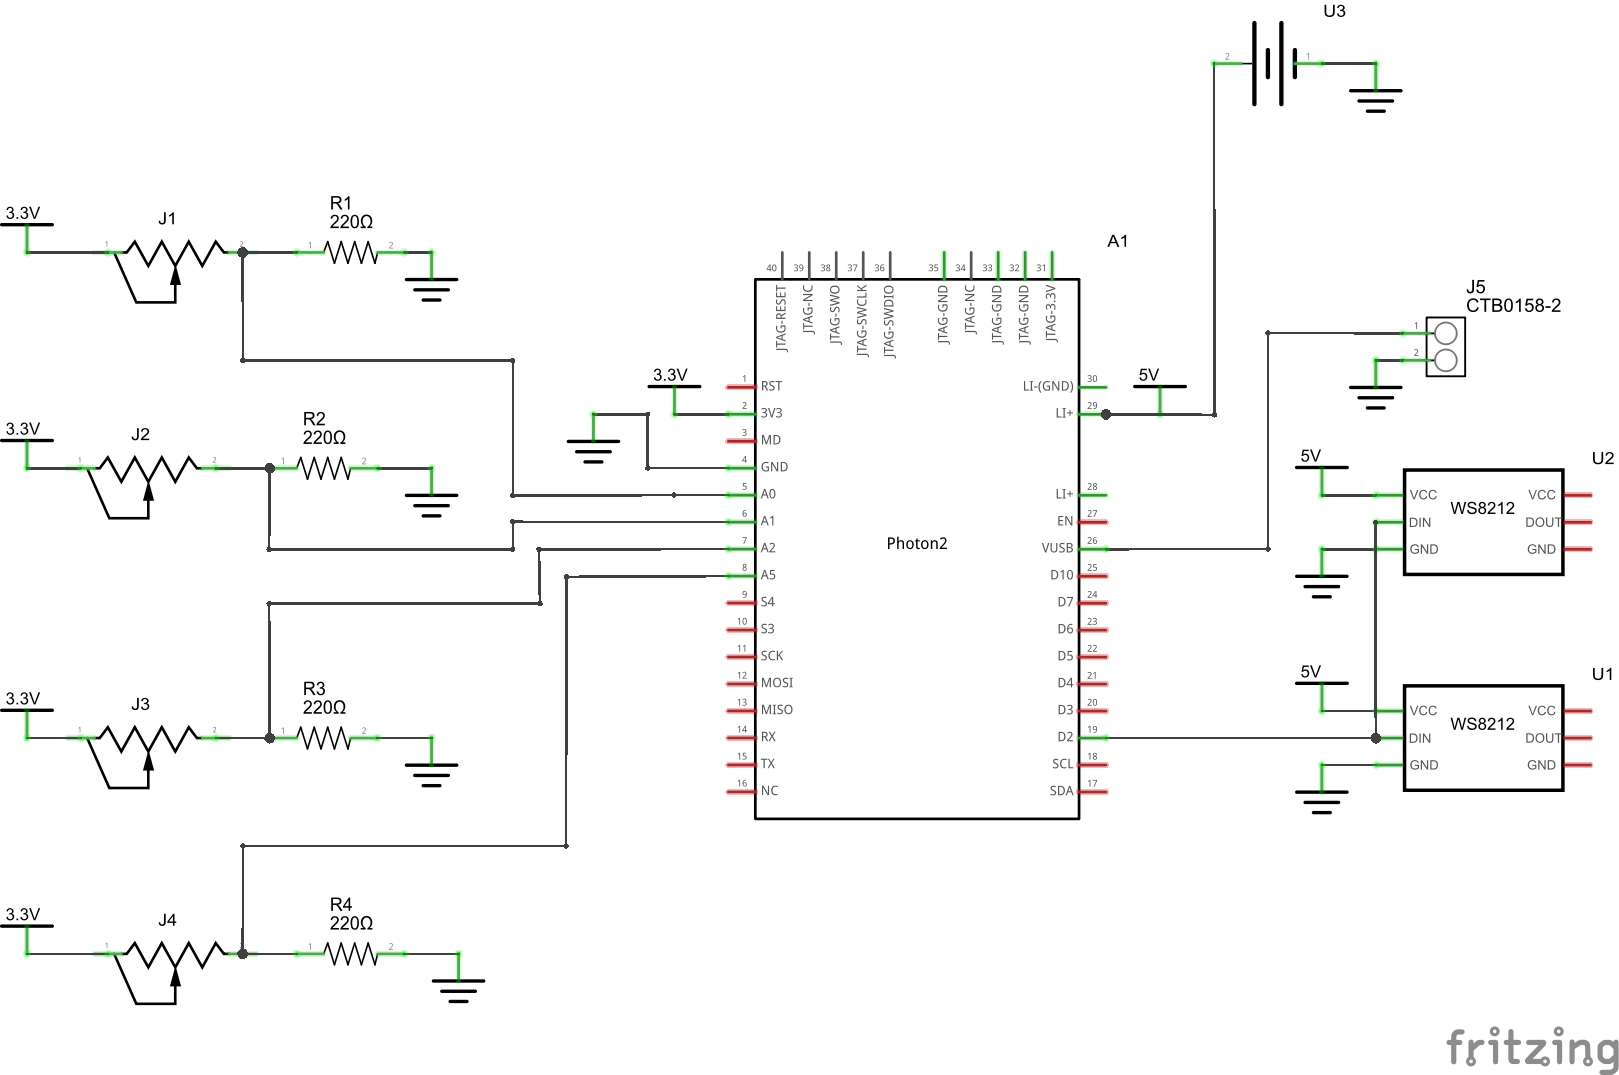 U3
2
1
3.3V
J1
1
2
R1
220Ω
1
2
A1
40
39
38
37
36
35
34
33
32
31
JTAG-RESET
JTAG-NC
JTAG-SWO
JTAG-SWCLK
JTAG-SWDIO
JTAG-GND
JTAG-NC
JTAG-GND
JTAG-GND
JTAG-3.3V
J5
CTB0158-2
1
2
3.3V
5V
1
RST
2
3V3
3
MD
4
GND
5
A0
6
A1
7
A2
8
A5
9
S4
10
S3
11
SCK
12
MOSI
13
MISO
14
RX
15
TX
16
NC
Photon2
LI-(GND)
30
LI+
29
LI+
28
EN
27
VUSB
26
D10
25
D7
24
D6
23
D5
22
D4
21
D3
20
D2
19
SCL
18
SDA
17
3.3V
J2
1
2
R2
220Ω
1
2
5V
U2
VCC
VCC
WS8212
DIN
DOUT
GND
GND
3.3V
J3
1
2
R3
220Ω
1
2
5V
U1
VCC
VCC
WS8212
DIN
DOUT
GND
GND
3.3V
J4
1
R4
220Ω
1
2
fritzing